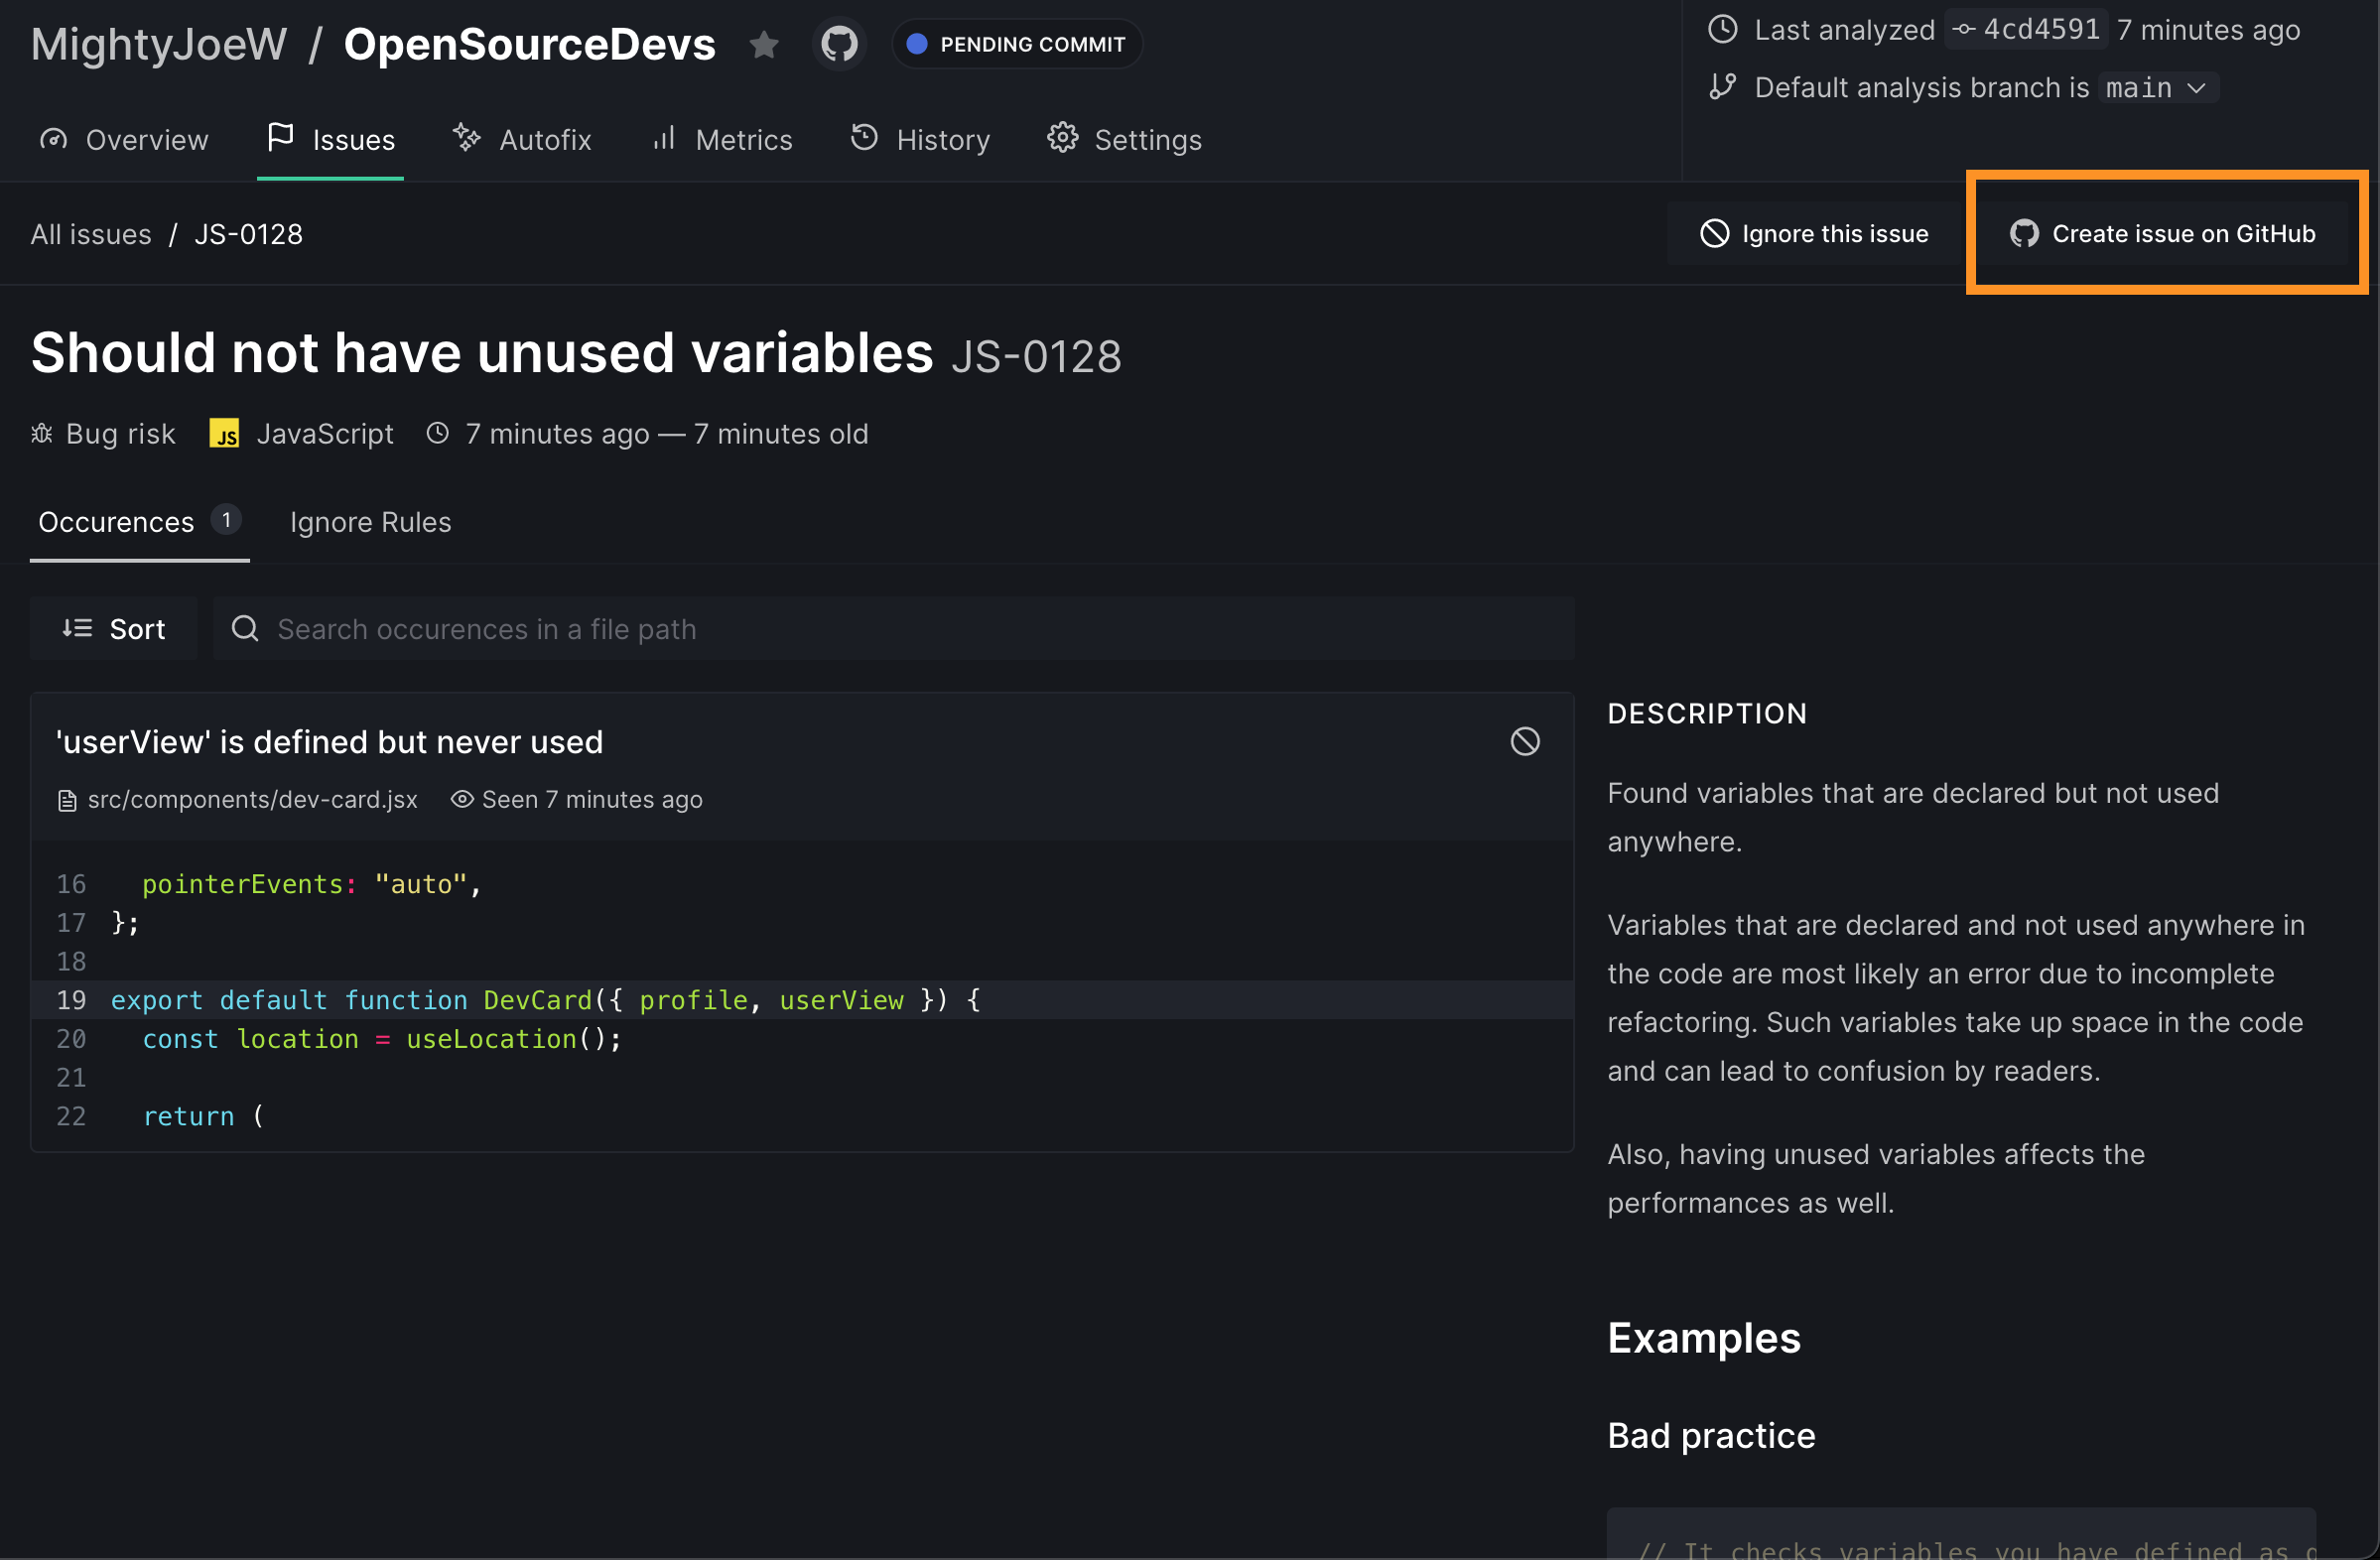 MightyJoeW / OpenSourceDevs PENDING COMMIT
Last analyzed 4cd4591 7 minutes ago
Default analysis branch is main
Overview Issues Autofix Metrics History Settings
All issues / JS-0128
Ignore this issue Create issue on GitHub
Should not have unused variables JS-0128
Bug risk JS JavaScript 7 minutes ago — 7 minutes old
Occurences 1 Ignore Rules
Sort Search occurences in a file path
'userView' is defined but never used
src/components/dev-card.jsx Seen 7 minutes ago
16 pointerEvents: "auto",
17 };
18
19 export default function DevCard({ profile, userView }) {
20 const location = useLocation();
21
22 return (
DESCRIPTION
Found variables that are declared but not used
anywhere.
Variables that are declared and not used anywhere in
the code are most likely an error due to incomplete
refactoring. Such variables take up space in the code
and can lead to confusion by readers.
Also, having unused variables affects the
performances as well.
Examples
Bad practice
// It checks variables you have defined as